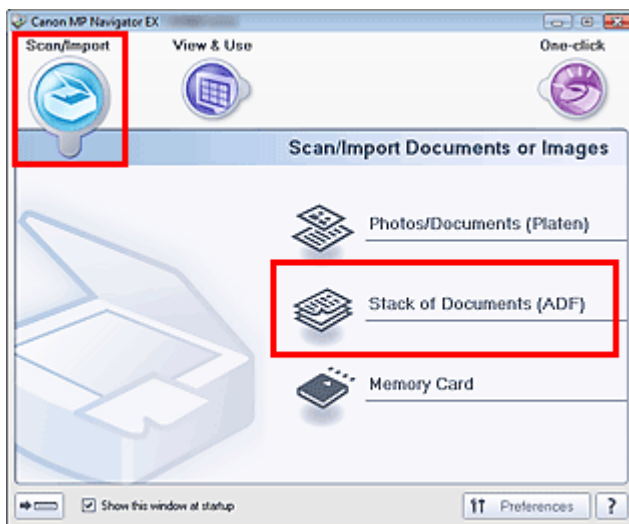 Canon MP Navigator EX
Scan/Import View & Use One-click
Scan/Import Documents or Images
Photos/Documents (Platen)
Stack of Documents (ADF)
Memory Card
Show this window at startup Preferences ?